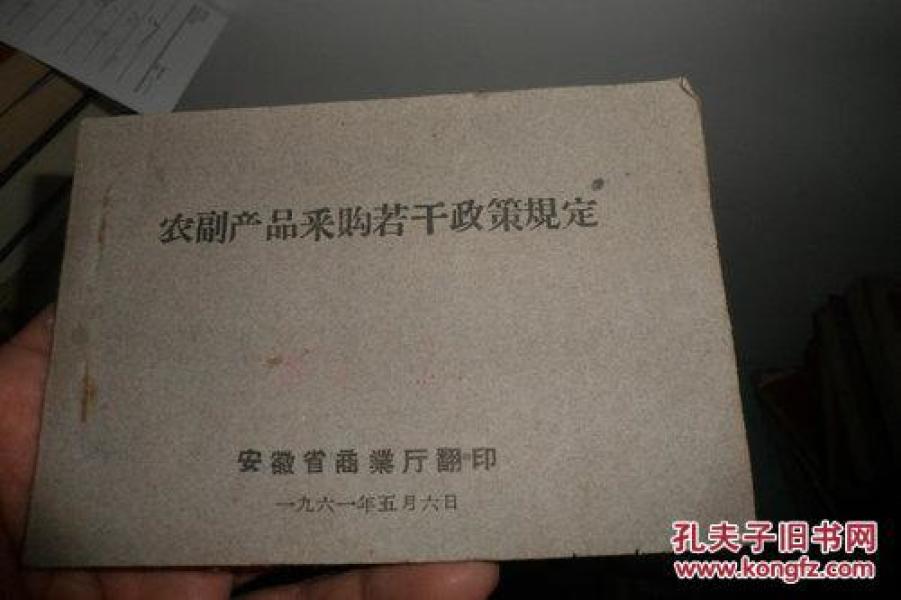 农副产品采购若干政策規定
安徽省商業厅翻印
一九六一年五月六日
孔夫子旧书网
www.kongfz.com